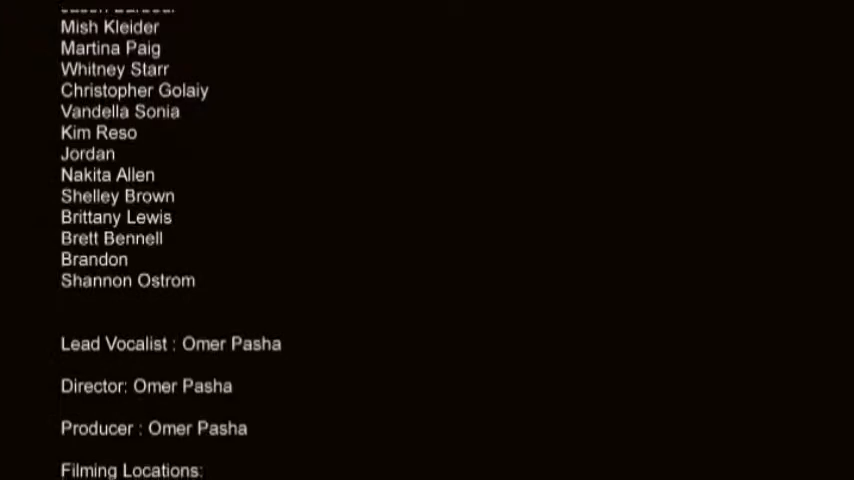 Mish Kleider
Martina Paig
Whitney Starr
Christopher Golaiy
Vandella Sonia
Kim Reso
Jordan
Nakita Allen
Shelley Brown
Brittany Lewis
Brett Bennell
Brandon
Shannon Ostrom
Lead Vocalist : Omer Pasha
Director: Omer Pasha
Producer : Omer Pasha
Filming Locations: